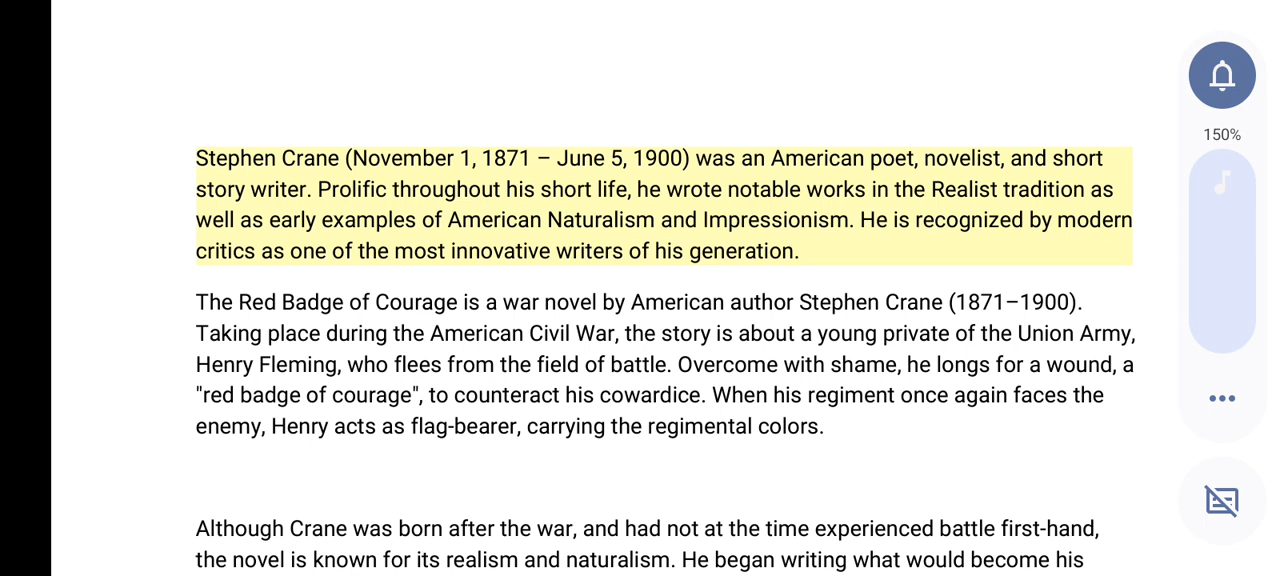 Stephen Crane (November 1, 1871 – June 5, 1900) was an American poet, novelist, and short
story writer. Prolific throughout his short life, he wrote notable works in the Realist tradition as
well as early examples of American Naturalism and Impressionism. He is recognized by modern
critics as one of the most innovative writers of his generation.
The Red Badge of Courage is a war novel by American author Stephen Crane (1871–1900).
Taking place during the American Civil War, the story is about a young private of the Union Army,
Henry Fleming, who flees from the field of battle. Overcome with shame, he longs for a wound, a
"red badge of courage", to counteract his cowardice. When his regiment once again faces the
enemy, Henry acts as flag-bearer, carrying the regimental colors.
Although Crane was born after the war, and had not at the time experienced battle first-hand,
the novel is known for its realism and naturalism. He began writing what would become his
150%